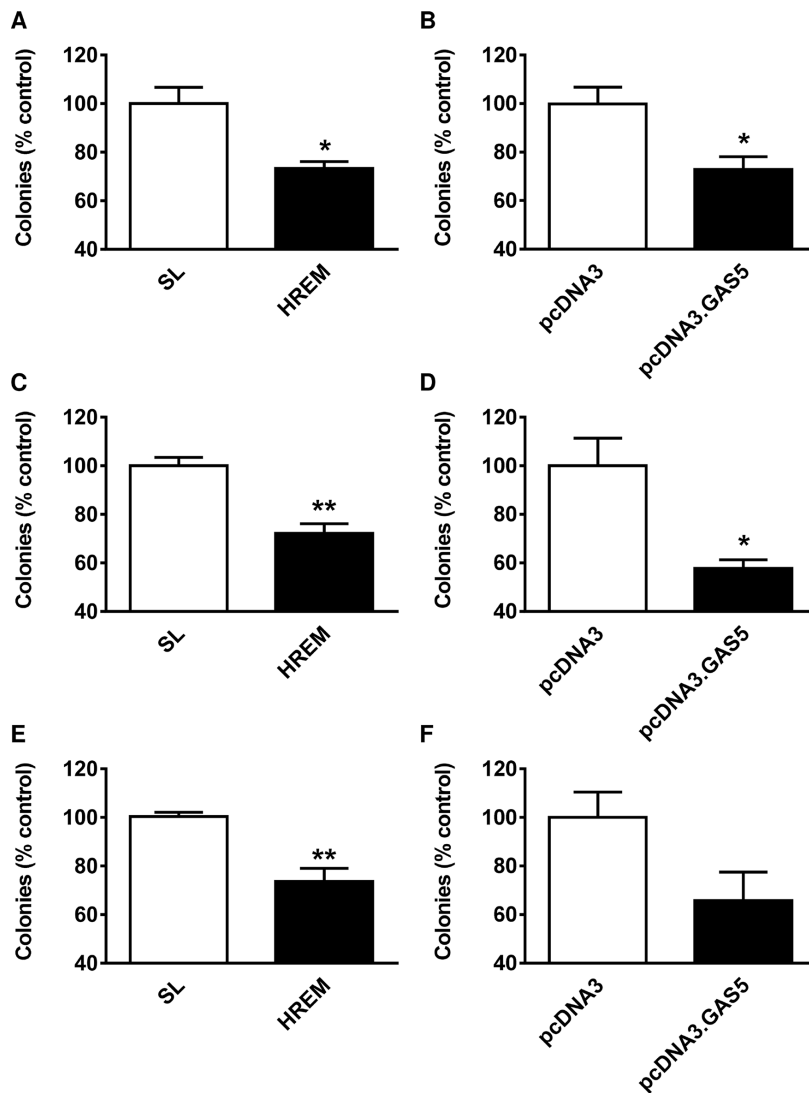 A
Colonies (% control)
120
100
80
60
40
*
SL
HREM
B
Colonies (% control)
120
100
80
60
40
*
pcDNA3
pcDNA3.GAS5
C
Colonies (% control)
120
100
80
60
40
**
SL
HREM
D
Colonies (% control)
120
100
80
60
40
*
pcDNA3
pcDNA3.GAS5
E
Colonies (% control)
120
100
80
60
40
**
SL
HREM
F
Colonies (% control)
120
100
80
60
40
pcDNA3
pcDNA3.GAS5